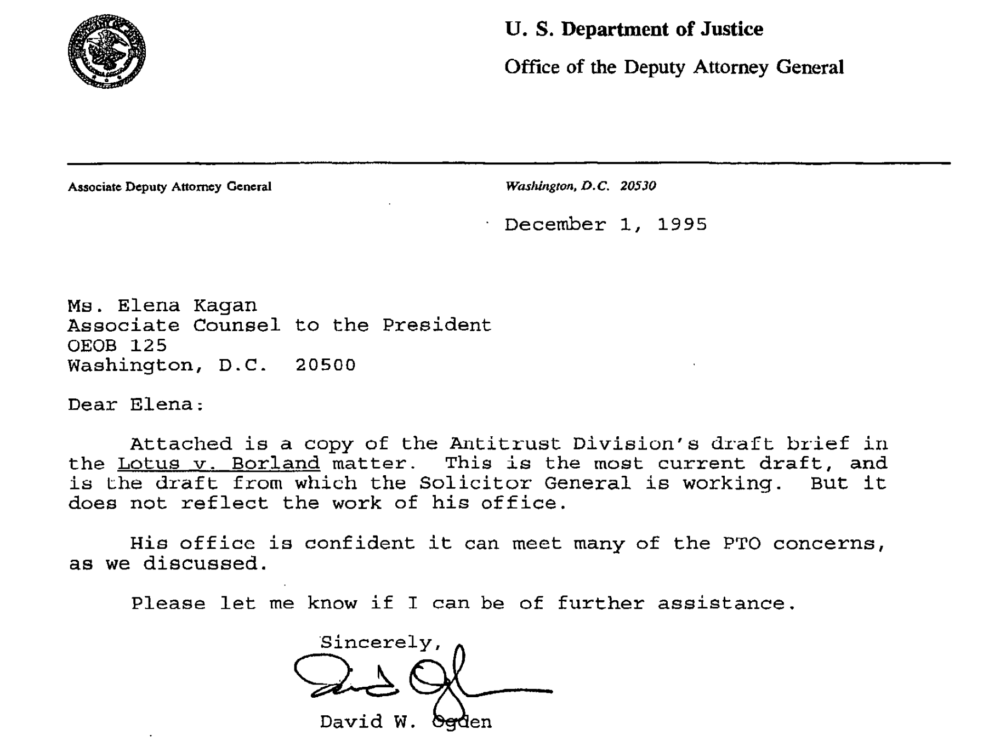 U. S. Department of Justice
Office of the Deputy Attorney General
Associate Deputy Attorney General
Washington, D.C. 20530
December 1, 1995
Ms. Elena Kagan
Associate Counsel to the President
OEOB 125
Washington, D.C. 20500
Dear Elena:
Attached is a copy of the Antitrust Division's draft brief in
the Lotus v. Borland matter. This is the most current draft, and
is the draft from which the Solicitor General is working. But it
does not reflect the work of his office.
His office is confident it can meet many of the PTO concerns,
as we discussed.
Please let me know if I can be of further assistance.
Sincerely,
David W. Ogden